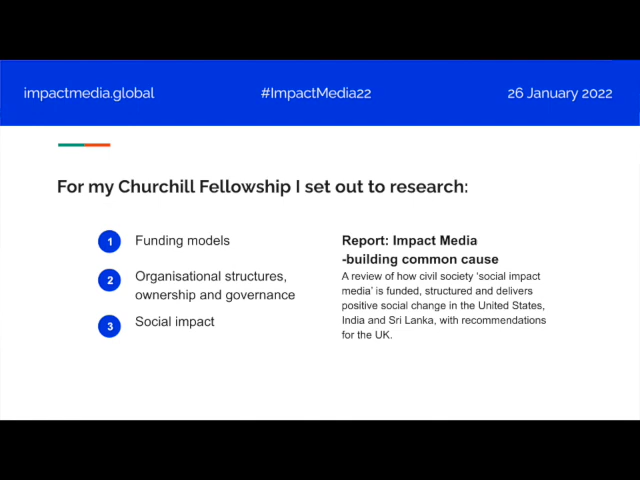 impactmedia.global #ImpactMedia22 26 January 2022
For my Churchill Fellowship I set out to research:
1 Funding models
2 Organisational structures,
ownership and governance
3 Social impact
Report: Impact Media
-building common cause
A review of how civil society ‘social impact
media’ is funded, structured and delivers
positive social change in the United States,
India and Sri Lanka, with recommendations
for the UK.